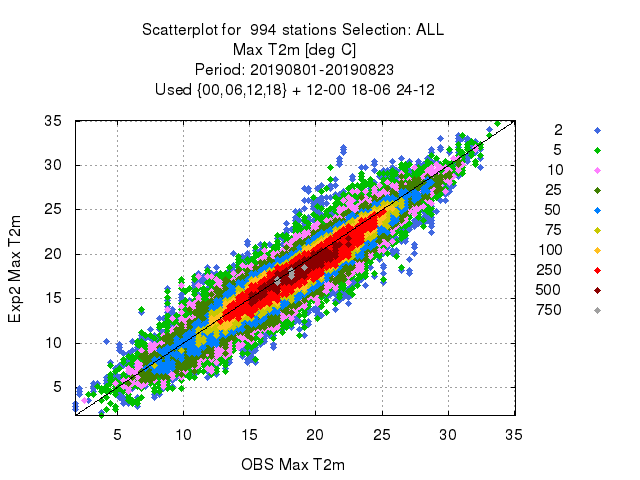 Scatterplot for 994 stations Selection: ALL
Max T2m [deg C]
Period: 20190801-20190823
Used {00,06,12,18} + 12-00 18-06 24-12
35
30
25
20
15
10
5
Exp2 Max T2m
5 10 15 20 25 30 35
OBS Max T2m
2
5
10
25
50
75
100
250
500
750